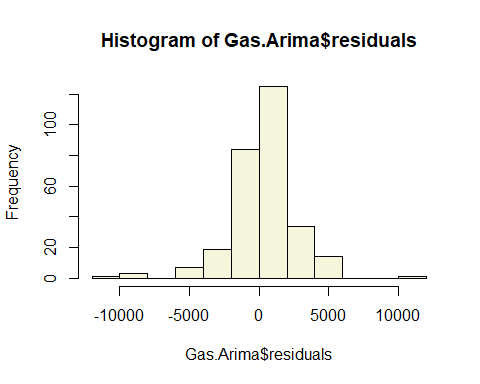 Histogram of Gas.Arima$residuals
Frequency
100
60
20
0
-10000 -5000 0 5000 10000
Gas.Arima$residuals